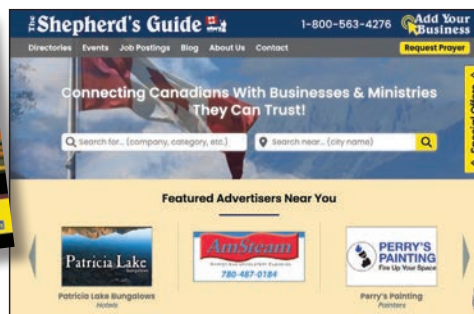 The Shepherd's Guide
1-800-563-4276
Add Your
Business
Directories Events Job Postings Blog About Us Contact
Request Prayer
Connecting Canadians With Businesses & Ministries
They Can Trust!
Search for... (company, category, etc.)
Search near... (city name)
Featured Advertisers Near You
Patricia Lake
AmSteam
780-487-0184
PERRY'S
PAINTING
Fire Up Your Space
Patricia Lake Bungalows
Hotels
Perry's Painting
Painters